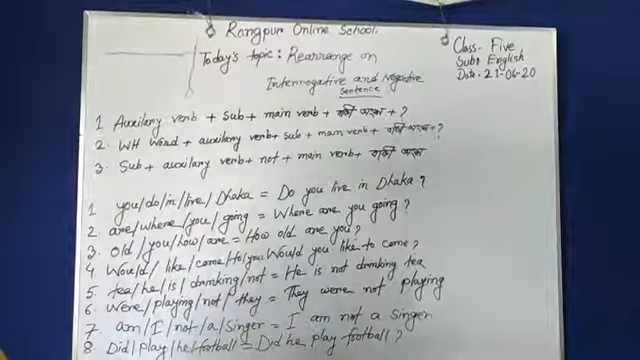 Rangpur Online School.
Class- Five
Sub: English
Date: 21-06-20
Today's topic: Rearrange on
Interrogative and Negative
Sentence
1 Auxilary verb + sub + main verb + বাকী অংশ + ?
2. WH Word + auxilary verb + sub + main verb + বাকী অংশ + ?
3. Sub + auxilary verb + not + main verb + বাকী অংশ
1 you/do/in/live/Dhaka = Do you live in Dhaka?
2. are/where/you/going = Where are you going?
3. old/you/how/are = How old are you?
4. Would/like/come/to/you = Would you like to come?
5. tea/he/is/drinking/not = He is not drinking tea
6. Were/playing/not/they = They were not playing
7. am/I/not/a/singer = I am not a singer
8. Did/play/he/football = Did he play football?